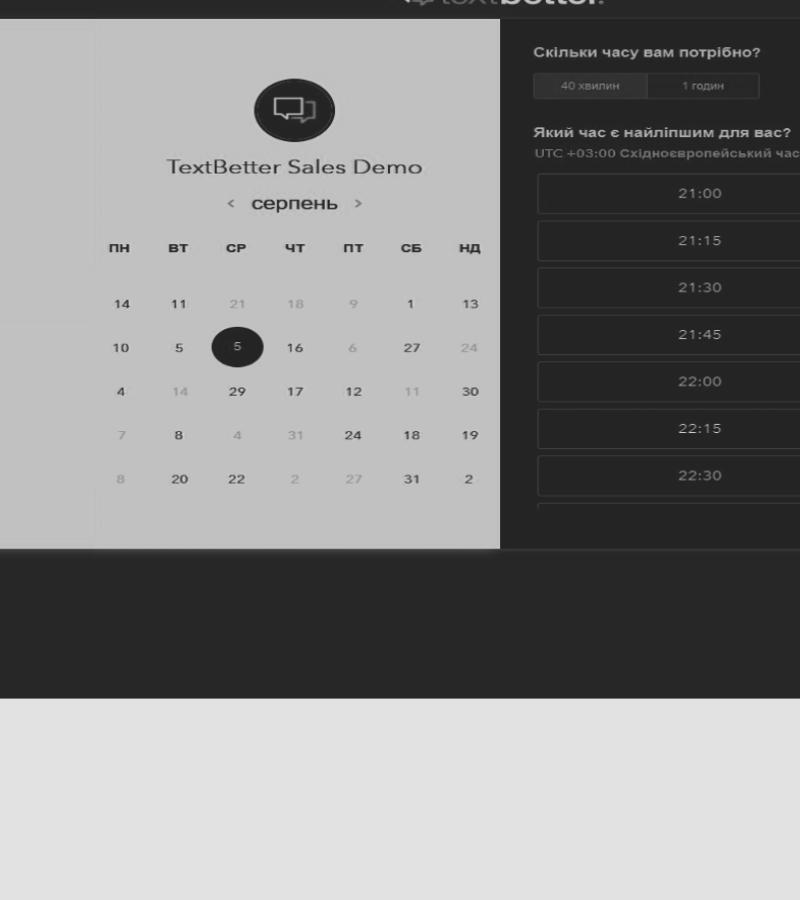 textbetter.
TextBetter Sales Demo
< серпень >
ПН ВТ СР ЧТ ПТ СБ НД
14 11 21 18 9 1 13
10 5 5 16 6 27 24
4 14 29 17 12 11 30
7 8 4 31 24 18 19
8 20 22 2 27 31 2
Скільки часу вам потрібно?
40 хвилин 1 годин
Який час є найліпшим для вас?
UTC +03:00 Східноєвропейський час
21:00
21:15
21:30
21:45
22:00
22:15
22:30